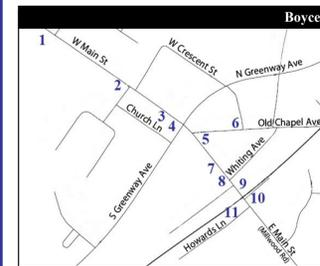 Boyce
1
W Main St
W Crescent St
N Greenway Ave
2
Church Ln
3
4
5
6
Old Chapel Ave
S Greenway Ave
7
8
Whiting Ave
9
10
11
Howards Ln
E Main St
(Millwood Rd)